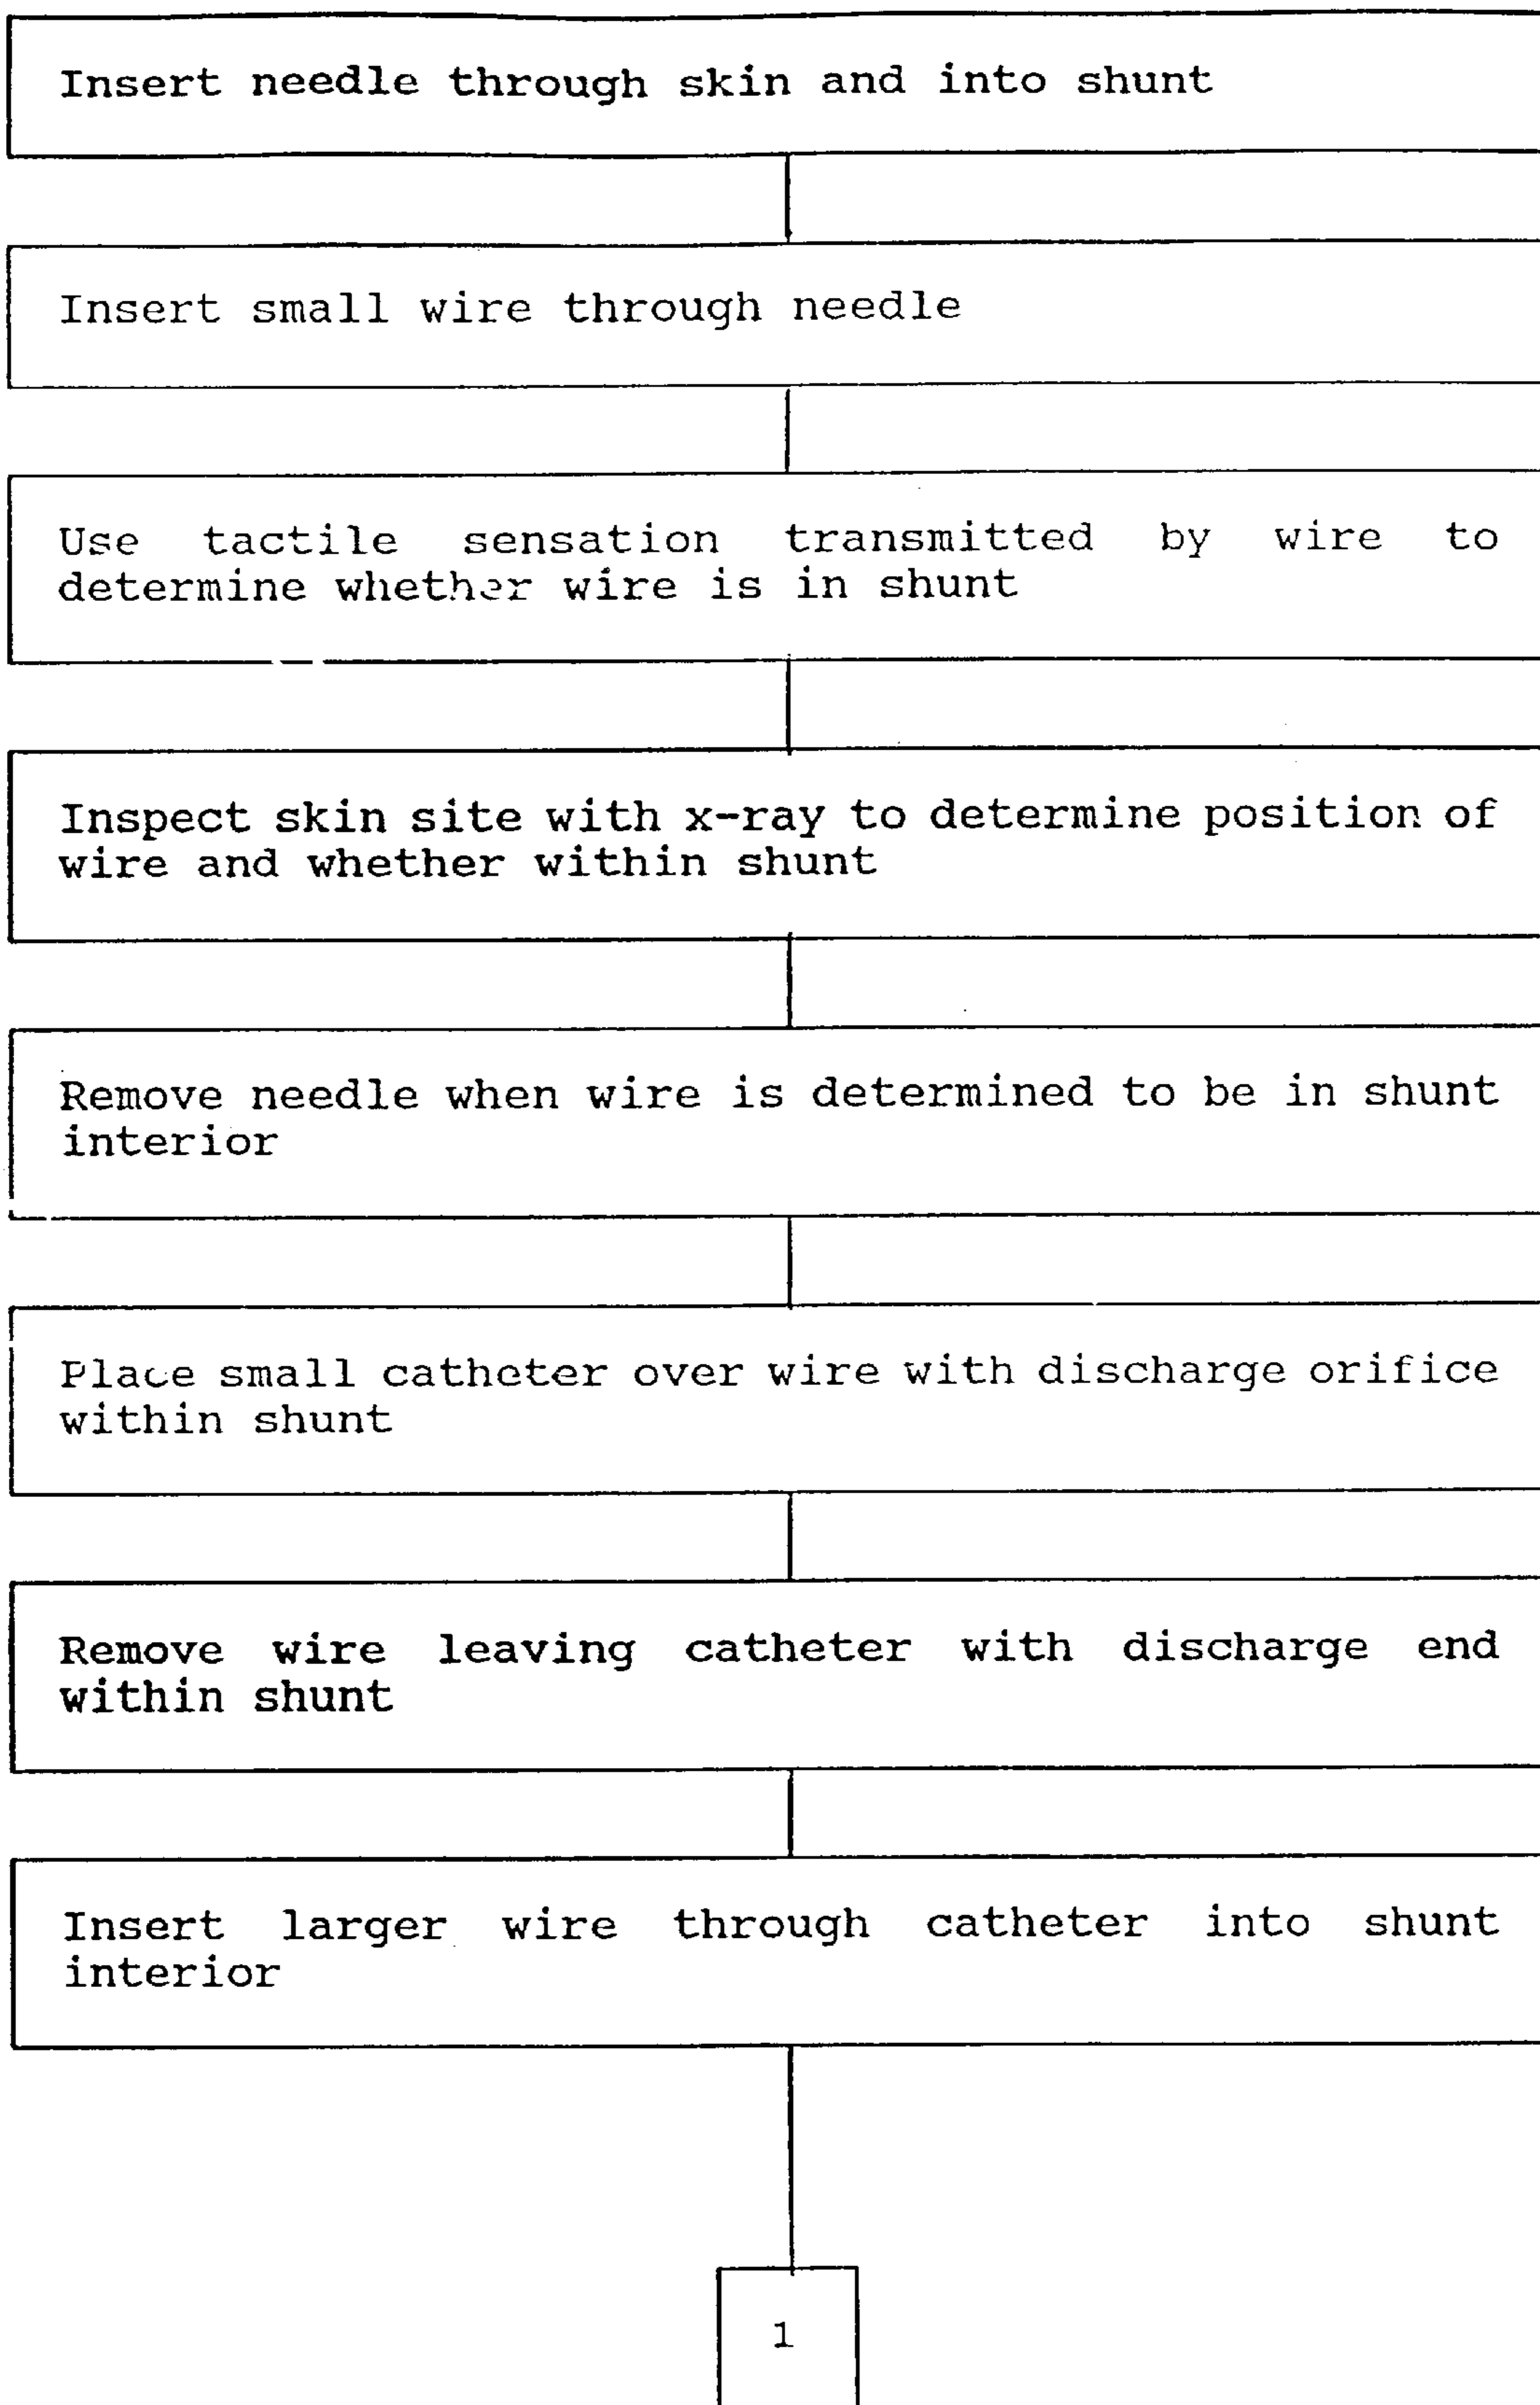 Insert needle through skin and into shunt
Insert small wire through needle
Use tactile sensation transmitted by wire to
determine whether wire is in shunt
Inspect skin site with x-ray to determine position of
wire and whether within shunt
Remove needle when wire is determined to be in shunt
interior
Place small catheter over wire with discharge orifice
within shunt
Remove wire leaving catheter with discharge end
within shunt
Insert larger wire through catheter into shunt
interior
1